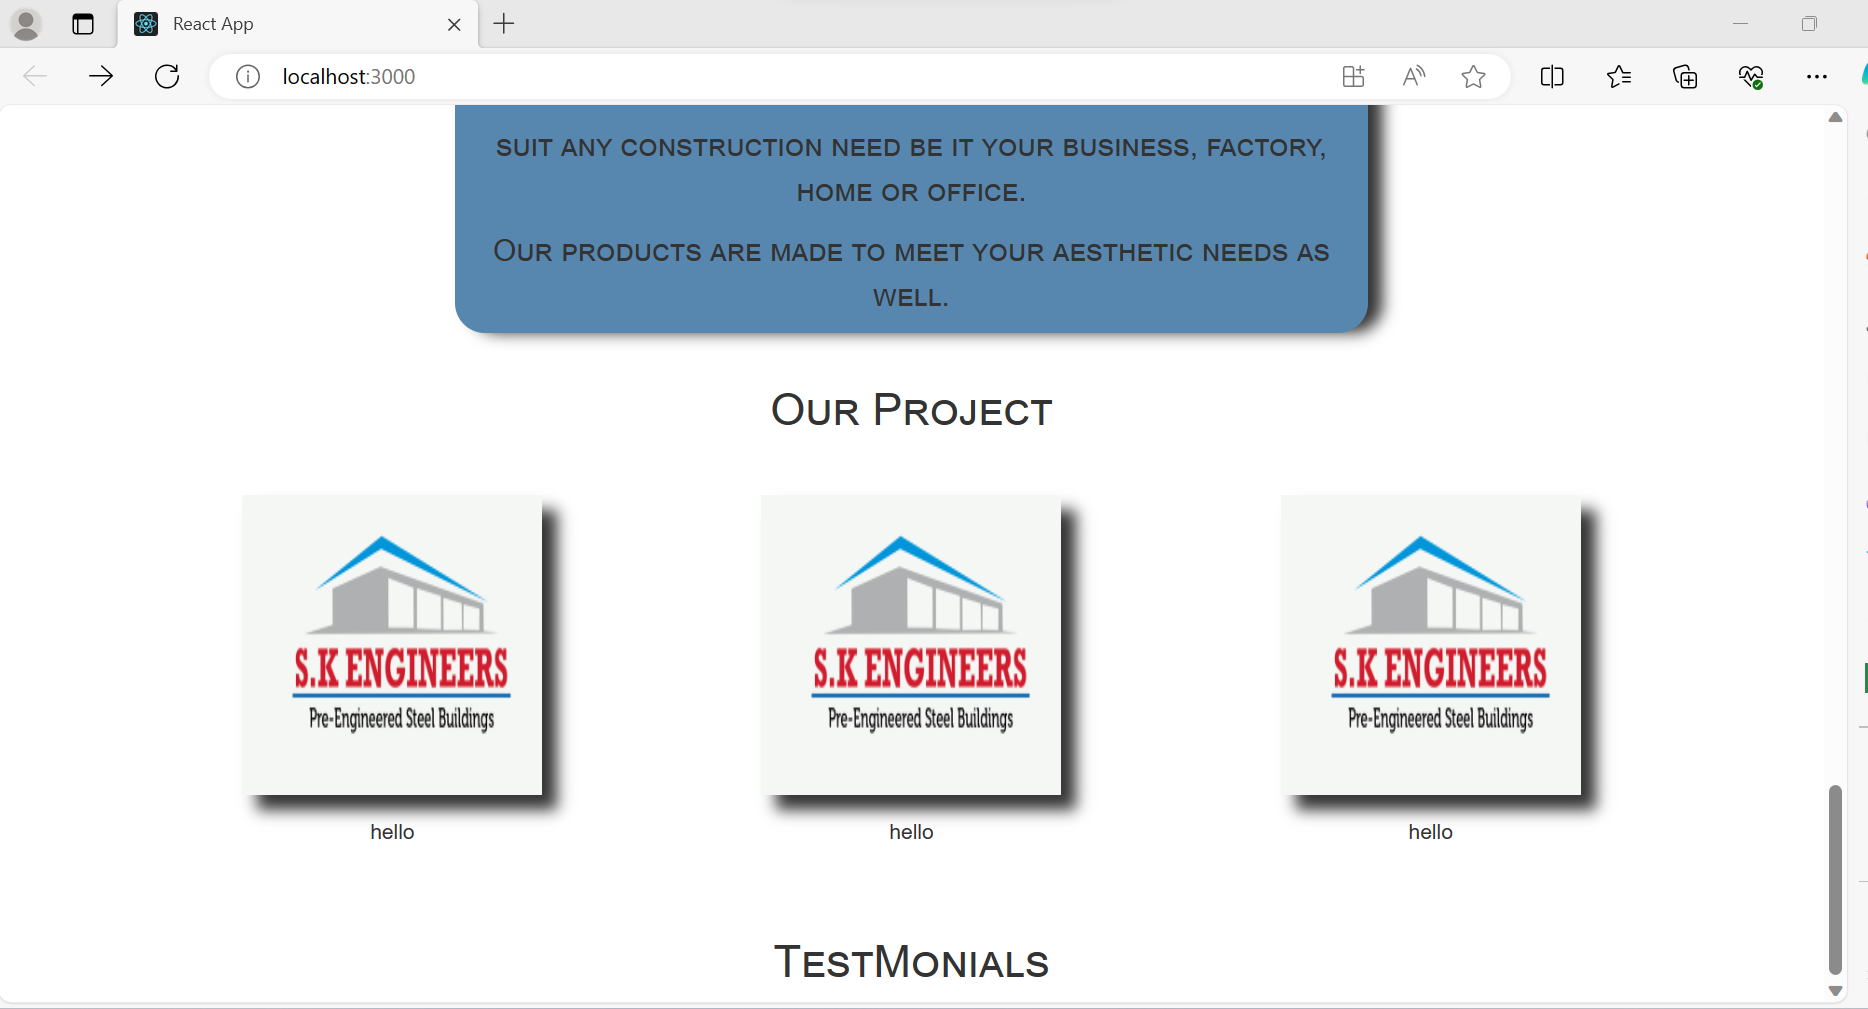 React App
localhost:3000
SUIT ANY CONSTRUCTION NEED BE IT YOUR BUSINESS, FACTORY,
HOME OR OFFICE.
OUR PRODUCTS ARE MADE TO MEET YOUR AESTHETIC NEEDS AS
WELL.
OUR PROJECT
S.K ENGINEERS
Pre-Engineered Steel Buildings
S.K ENGINEERS
Pre-Engineered Steel Buildings
S.K ENGINEERS
Pre-Engineered Steel Buildings
hello
hello
hello
TESTMONIALS